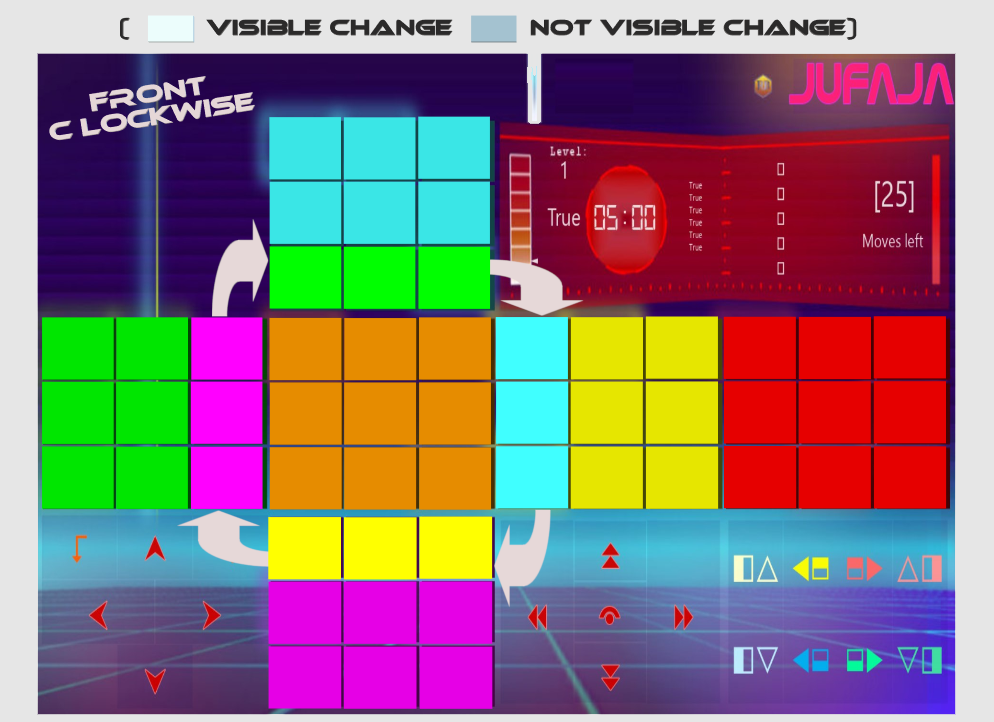 ( VISIBLE CHANGE NOT VISIBLE CHANGE)
FRONT
C LOCKWISE
JUFAJA
Level:
1
True
05:00
True
True
True
True
True
True
[25]
Moves left